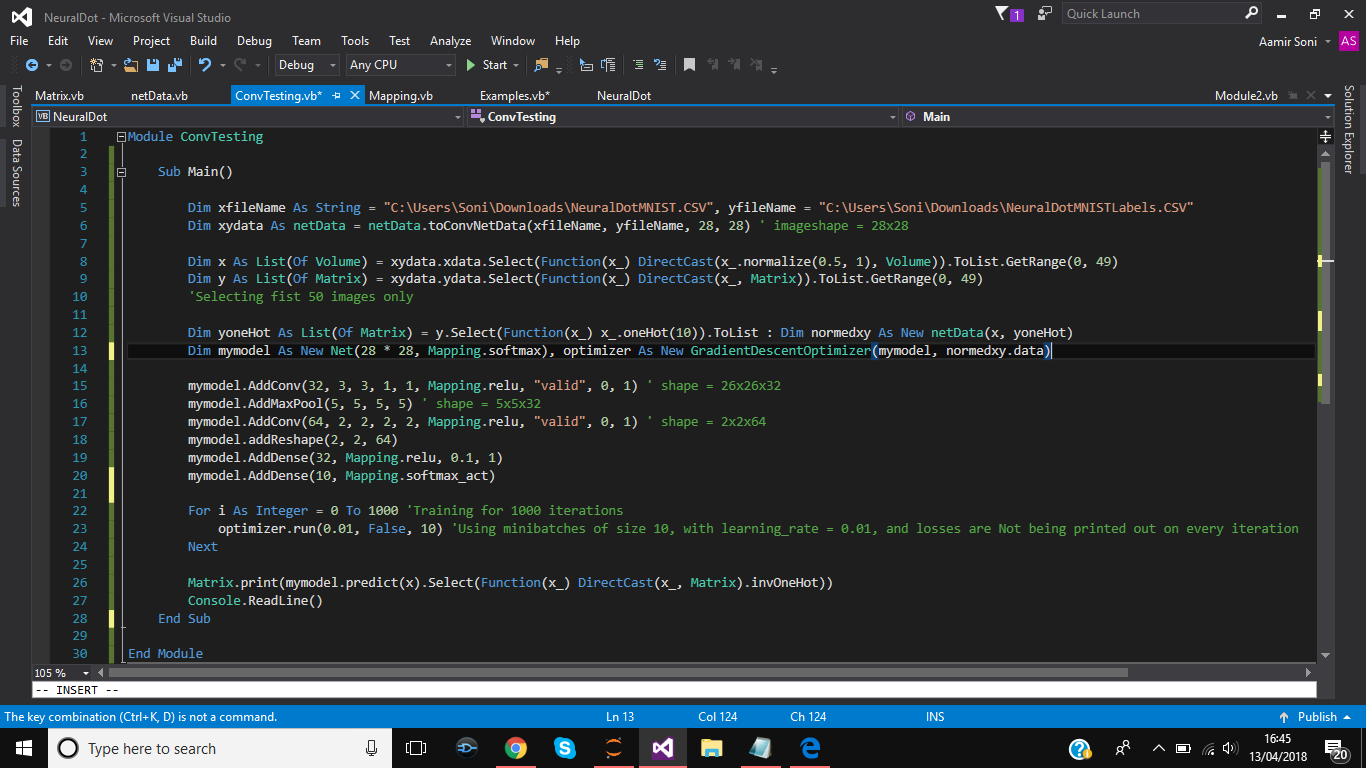 NeuralDot - Microsoft Visual Studio
1
Quick Launch
File Edit View Project Build Debug Team Tools Test Analyze Window Help
Aamir Soni AS
Debug Any CPU Start
Toolbox
Data Sources
Solution Explorer
Matrix.vb netData.vb ConvTesting.vb* Mapping.vb Examples.vb* NeuralDot Module2.vb
VB NeuralDot ConvTesting Main
1 Module ConvTesting
2
3 Sub Main()
4
5 Dim xfileName As String = "C:\Users\Soni\Downloads\NeuralDotMNIST.CSV", yfileName = "C:\Users\Soni\Downloads\NeuralDotMNISTLabels.CSV"
6 Dim xydata As netData = netData.toConvNetData(xfileName, yfileName, 28, 28) ' imageshape = 28x28
7
8 Dim x As List(Of Volume) = xydata.xdata.Select(Function(x_) DirectCast(x_.normalize(0.5, 1), Volume)).ToList.GetRange(0, 49)
9 Dim y As List(Of Matrix) = xydata.ydata.Select(Function(x_) DirectCast(x_, Matrix)).ToList.GetRange(0, 49)
10 'Selecting fist 50 images only
11
12 Dim yoneHot As List(Of Matrix) = y.Select(Function(x_) x_.oneHot(10)).ToList : Dim normedxy As New netData(x, yoneHot)
13 Dim mymodel As New Net(28 * 28, Mapping.softmax), optimizer As New GradientDescentOptimizer(mymodel, normedxy.data)
14
15 mymodel.AddConv(32, 3, 3, 1, 1, Mapping.relu, "valid", 0, 1) ' shape = 26x26x32
16 mymodel.AddMaxPool(5, 5, 5, 5) ' shape = 5x5x32
17 mymodel.AddConv(64, 2, 2, 2, 2, Mapping.relu, "valid", 0, 1) ' shape = 2x2x64
18 mymodel.addReshape(2, 2, 64)
19 mymodel.AddDense(32, Mapping.relu, 0.1, 1)
20 mymodel.AddDense(10, Mapping.softmax_act)
21
22 For i As Integer = 0 To 1000 'Training for 1000 iterations
23 optimizer.run(0.01, False, 10) 'Using minibatches of size 10, with learning_rate = 0.01, and losses are Not being printed out on every iteration
24 Next
25
26 Matrix.print(mymodel.predict(x).Select(Function(x_) DirectCast(x_, Matrix).invOneHot))
27 Console.ReadLine()
28 End Sub
29
30 End Module
105 %
-- INSERT --
The key combination (Ctrl+K, D) is not a command. Ln 13 Col 124 Ch 124 INS Publish
Type here to search
16:45
13/04/2018
20